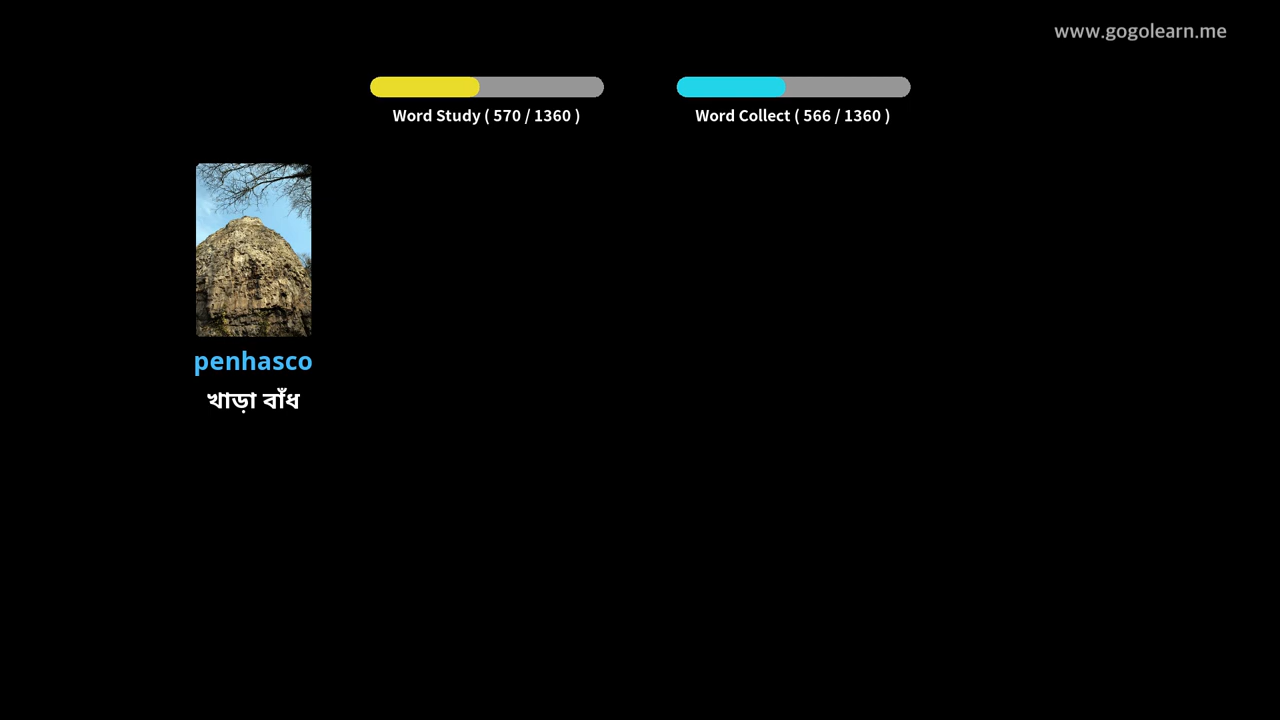 www.gogolearn.me
Word Study ( 570 / 1360 )
Word Collect ( 566 / 1360 )
penhasco
খাড়া বাঁধ